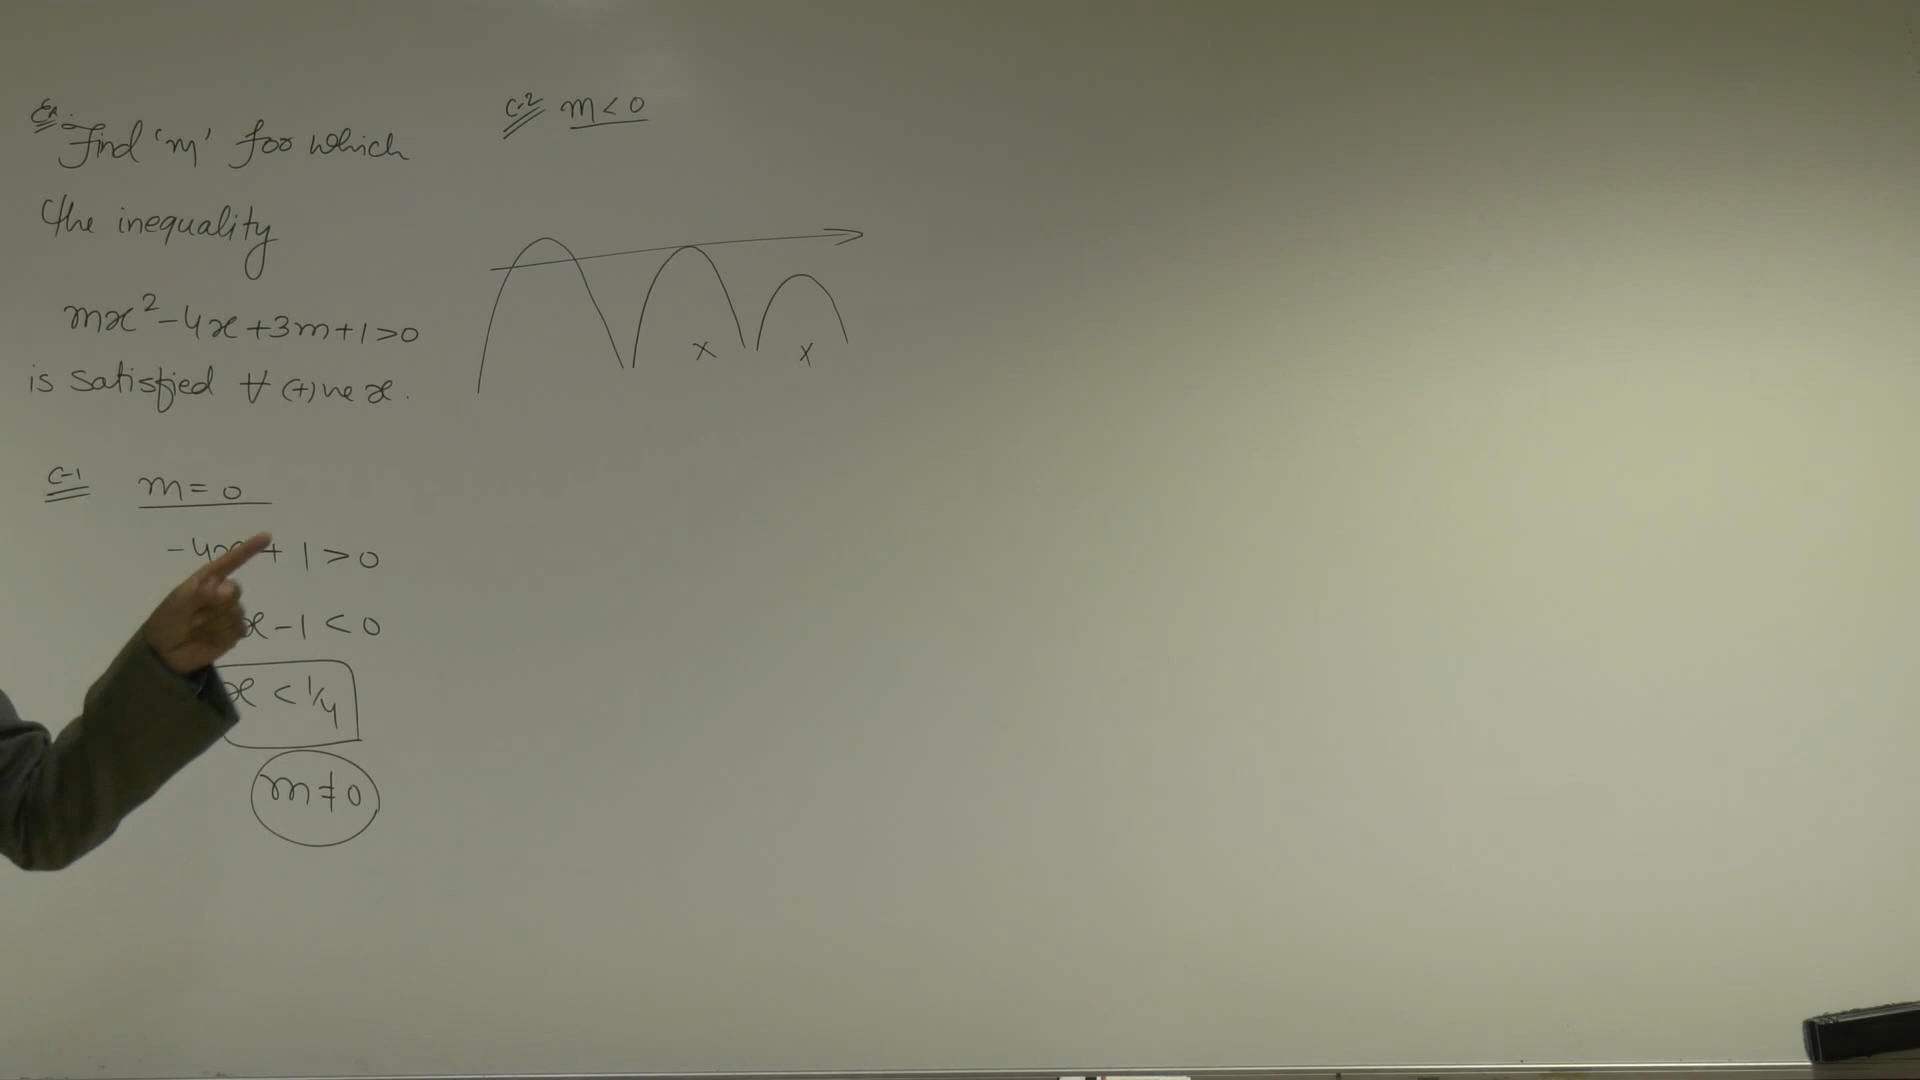 Ex:
Find 'm' for which
the inequality
mx²-4x+3m+1>0
is satisfied ∀ (+)ve x.
C-1 m=0
-4x+1>0
x-1<0
x<1/4
m≠0
C-2 m<0
x x